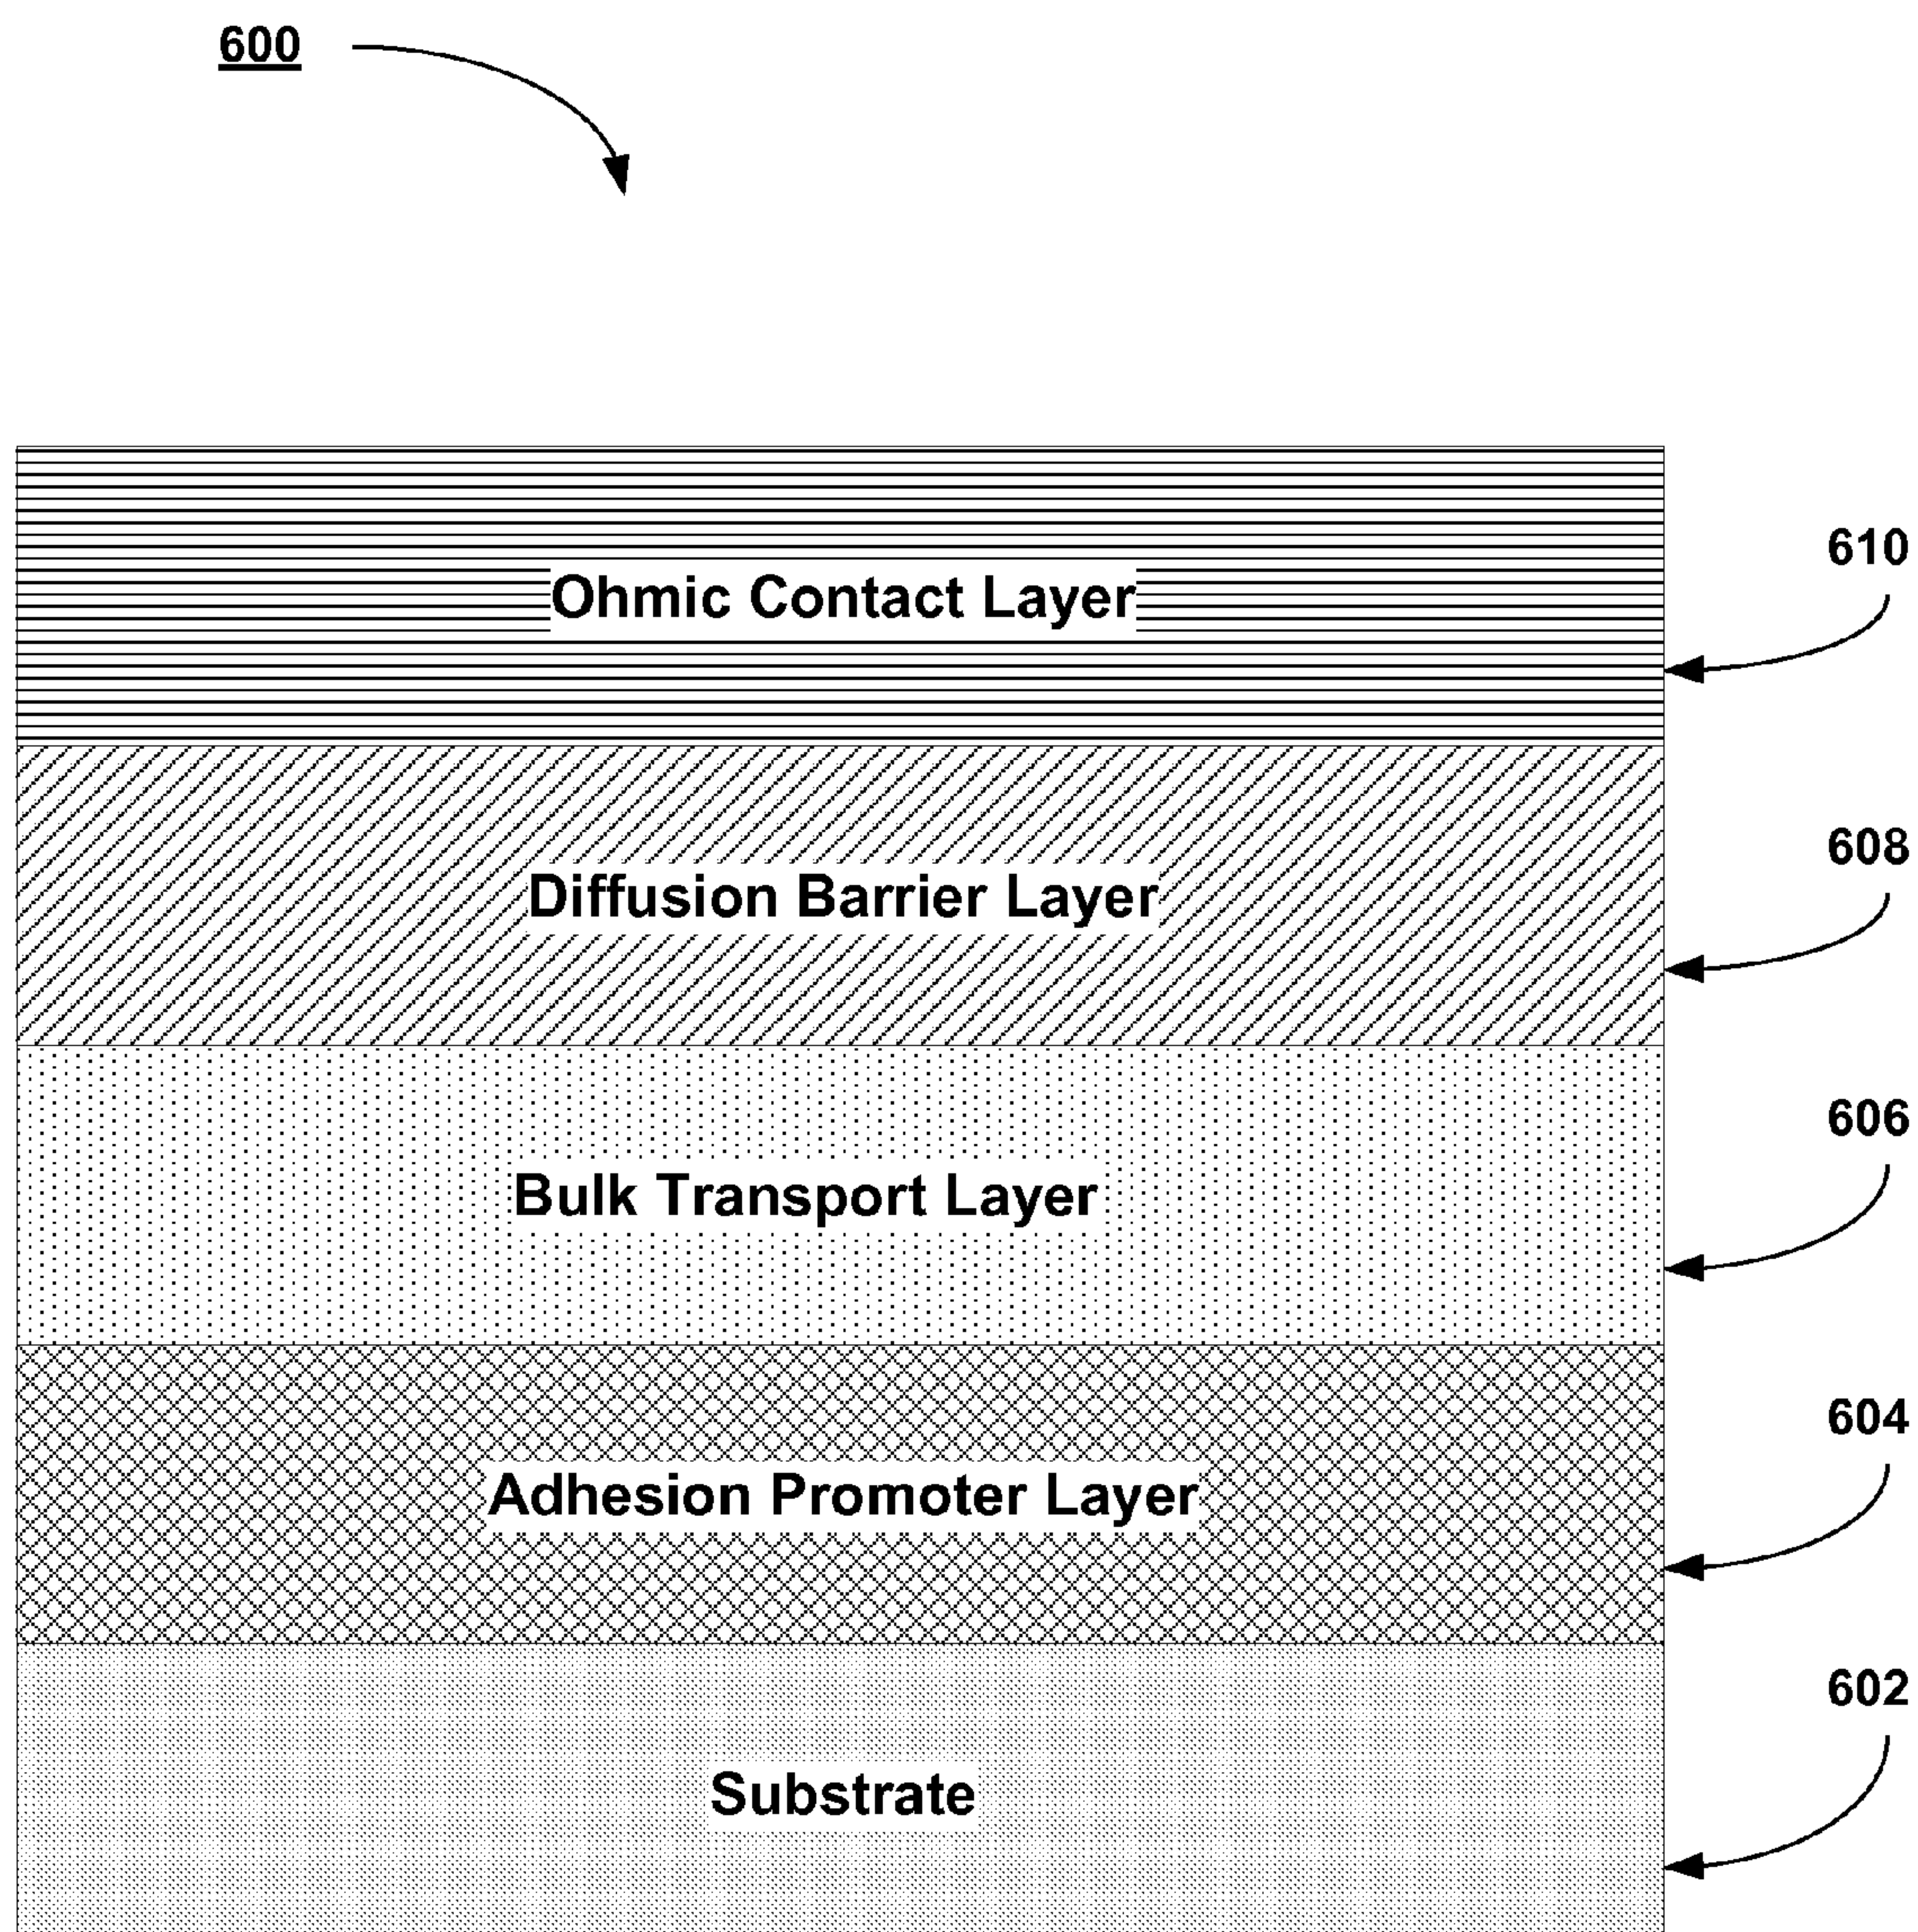 600
Ohmic Contact Layer
610
Diffusion Barrier Layer
608
Bulk Transport Layer
606
Adhesion Promoter Layer
604
Substrate
602